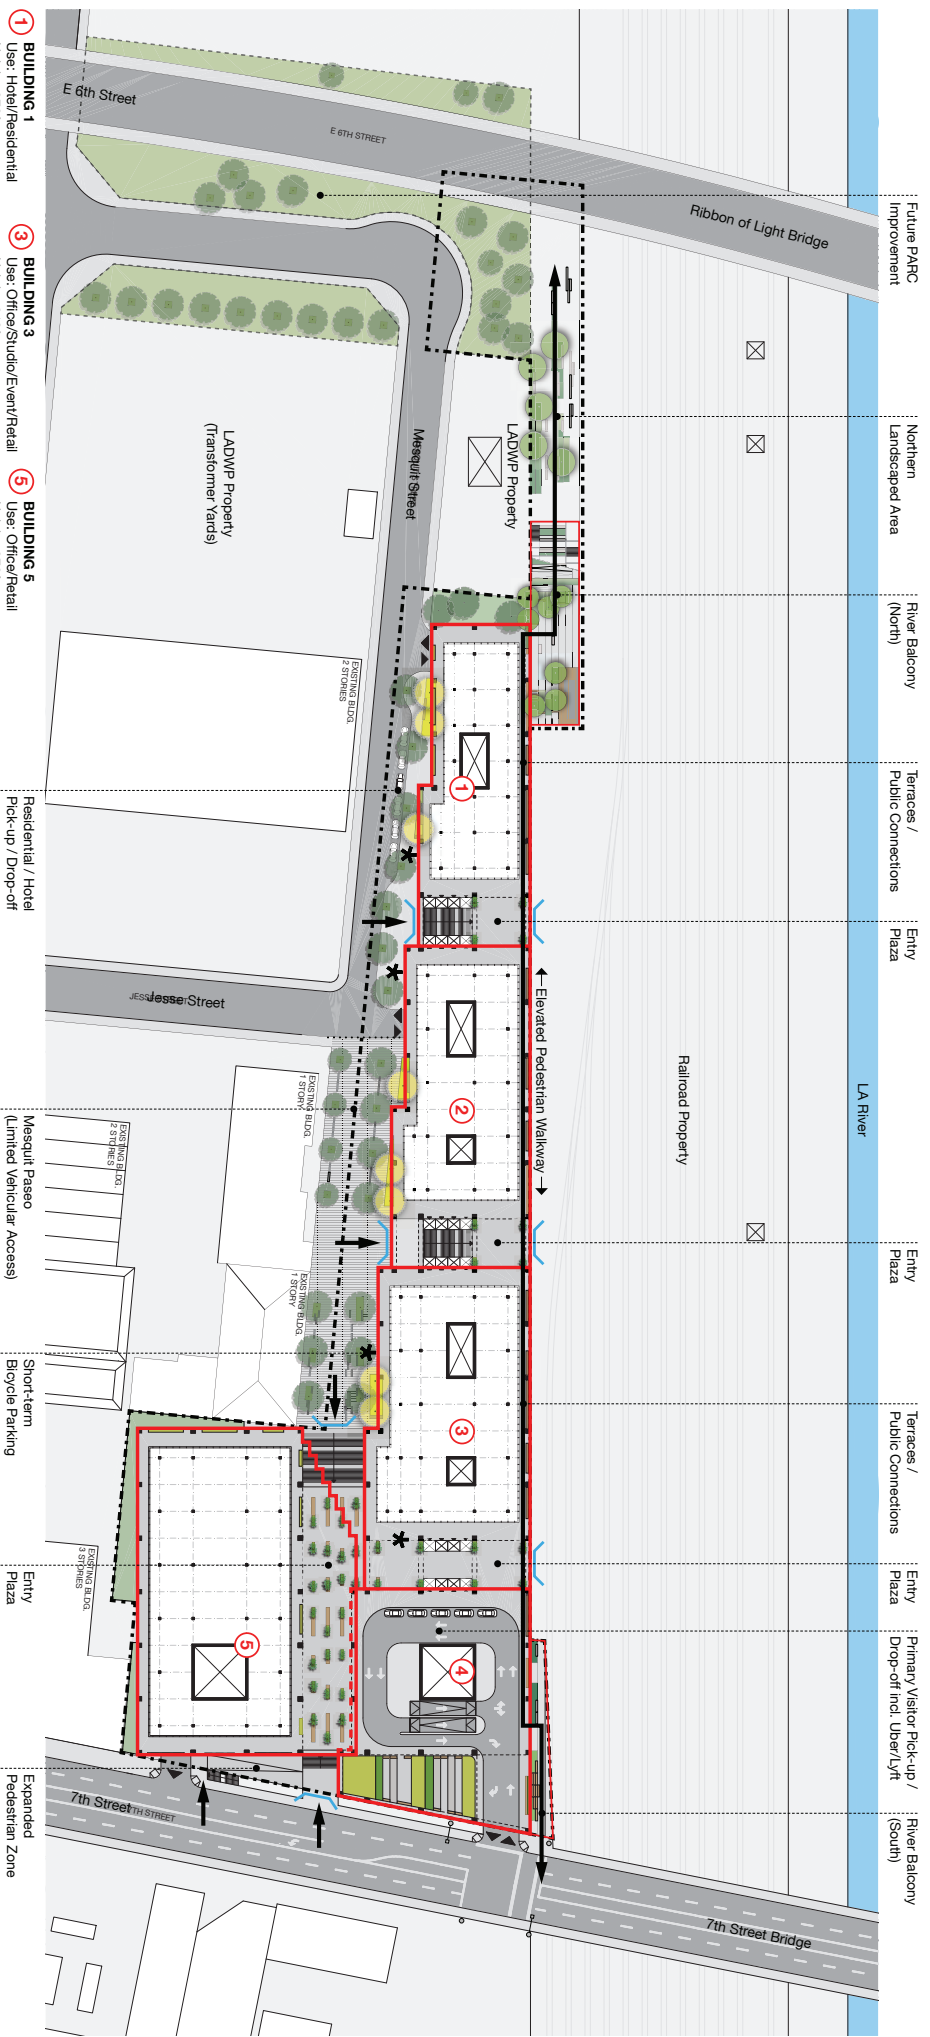 Future PARC
Improvement
Northern
Landscaped Area
River Balcony
(North)
Terraces /
Public Connections
Entry
Plaza
Entry
Plaza
Terraces /
Public Connections
Entry
Plaza
Primary Visitor Pick-up /
Drop-off incl. Uber/Lyft
River Balcony
(South)
LA River
Railroad Property
Ribbon of Light Bridge
E 6th Street
E 6TH STREET
LADWP Property
Mesquit Street
LADWP Property
(Transformer Yards)
EXISTING BLDG.
2 STORIES
Elevated Pedestrian Walkway
1
2
3
4
5
Jesse Street
EXISTING BLDG.
1 STORY
EXISTING BLDG.
2 STORIES
EXISTING BLDG.
1 STORY
EXISTING BLDG.
3 STORIES
7th Street
7th Street Bridge
Residential / Hotel
Pick-up / Drop-off
Mesquit Paseo
(Limited Vehicular Access)
Short-term
Bicycle Parking
Entry
Plaza
Expanded
Pedestrian Zone
1 BUILDING 1
Use: Hotel/Residential
3 BUILDING 3
Use: Office/Studio/Event/Retail
5 BUILDING 5
Use: Office/Retail